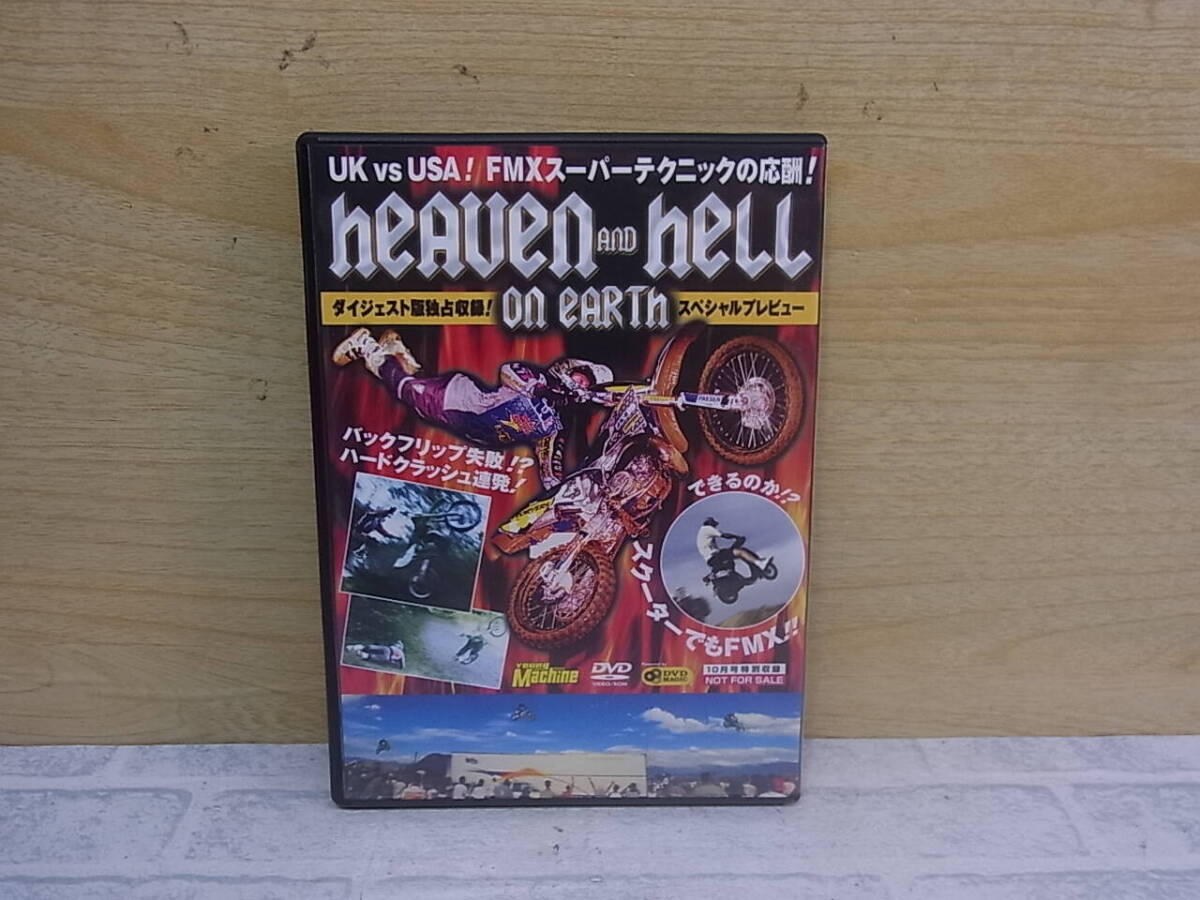 UK vs USA! FMXスーパーテクニックの応酬!
heAVen AND hell
ダイジェスト版独占収録! on eARTh スペシャルプレビュー
バックフリップ失敗!?
ハードクラッシュ連発!
できるのか!?
スクーターでもFMX!!
Young Machine
DVD
VIDEO/ROM
Powered by
DVD MAGIC
10月号特別収録
NOT FOR SALE